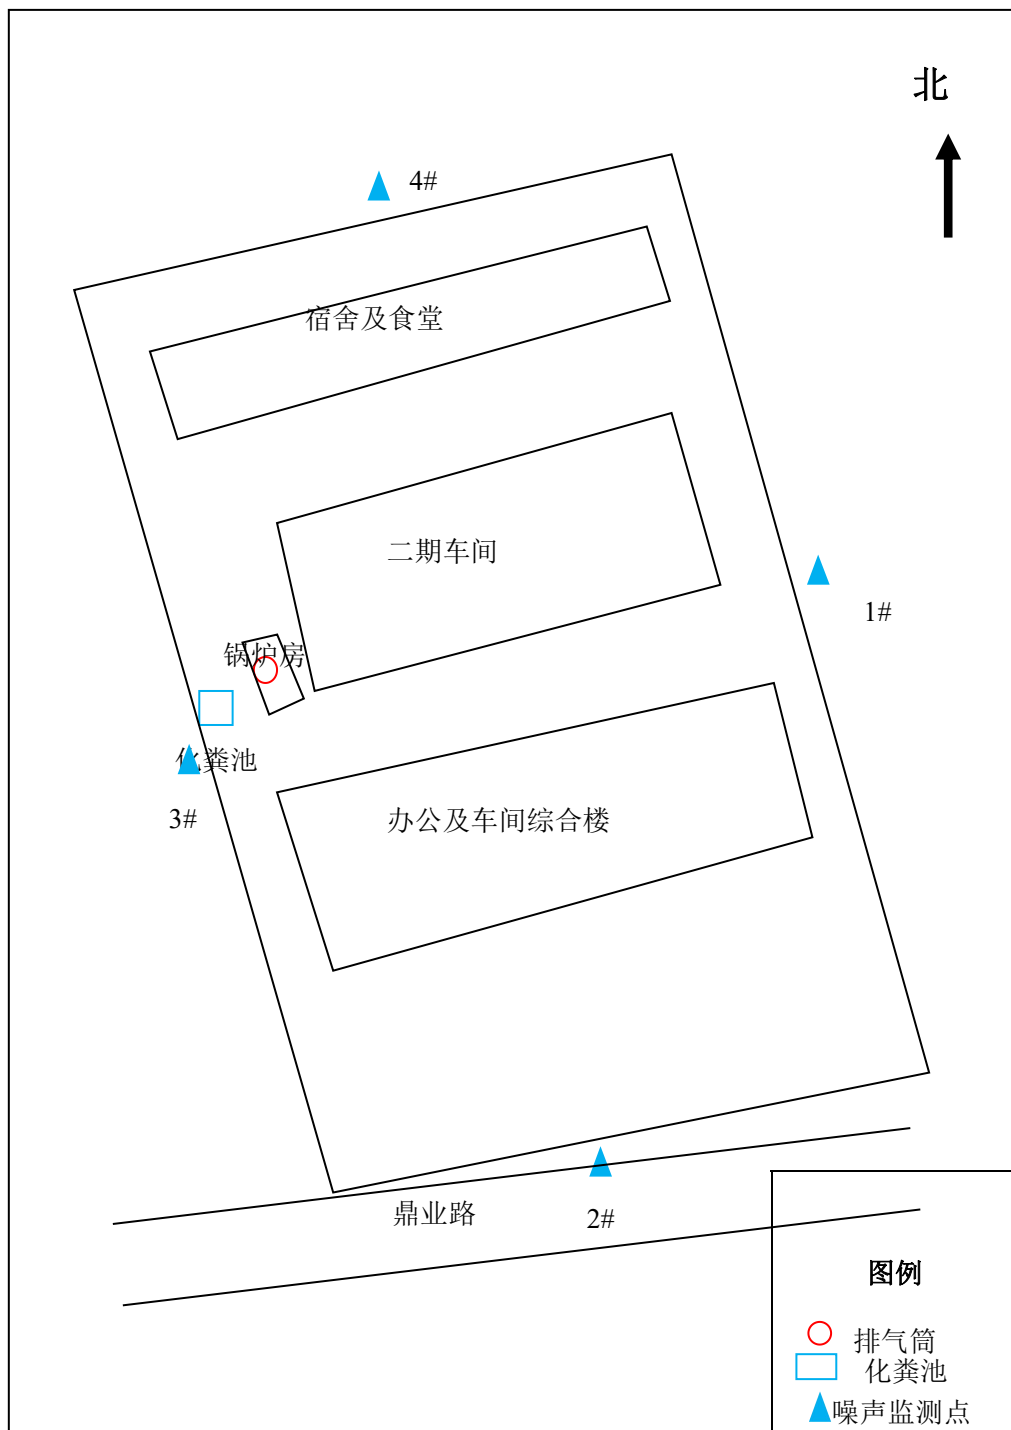 北
4#
宿舍及食堂
二期车间
1#
锅炉房
化粪池
3#
办公及车间综合楼
鼎业路
2#
图例
排气筒
化粪池
噪声监测点